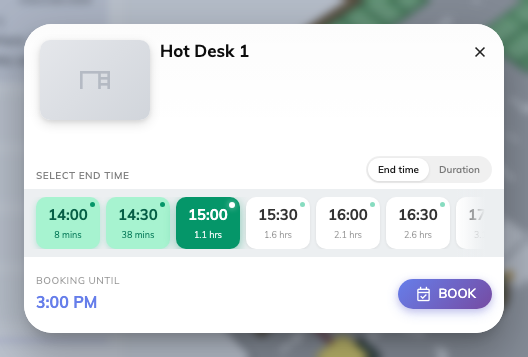 Hot Desk 1
SELECT END TIME
End time Duration
14:00 14:30 15:00 15:30 16:00 16:30 17
8 mins 38 mins 1.1 hrs 1.6 hrs 2.1 hrs 2.6 hrs 3.
BOOKING UNTIL
3:00 PM
BOOK